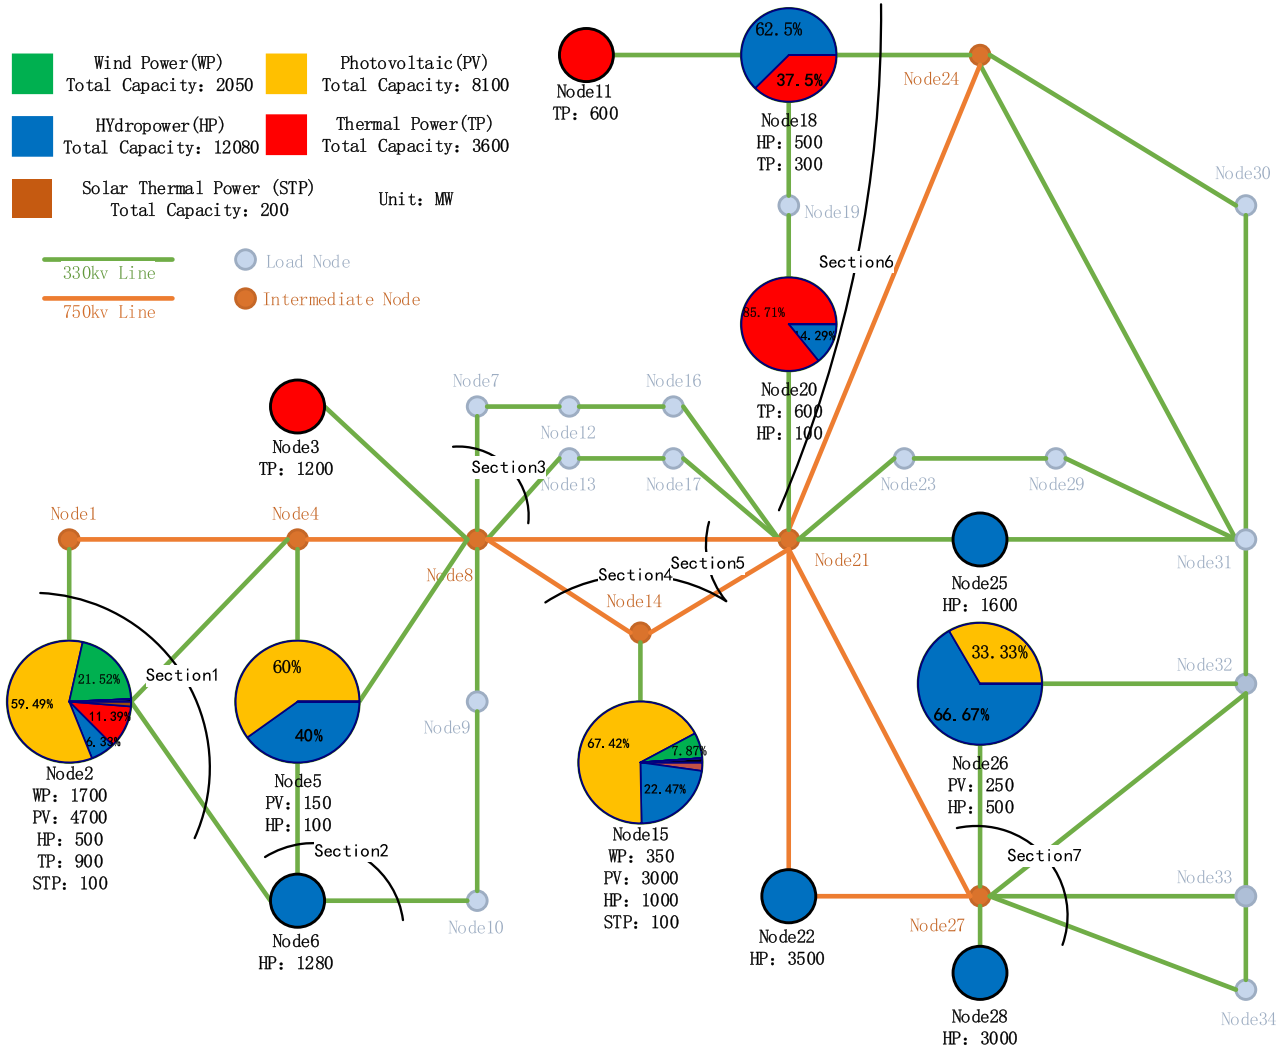 Wind Power(WP)
Total Capacity: 2050
Photovoltaic(PV)
Total Capacity: 8100
HYdropower(HP)
Total Capacity: 12080
Thermal Power(TP)
Total Capacity: 3600
Solar Thermal Power (STP)
Total Capacity: 200
Unit: MW
330kv Line
750kv Line
Load Node
Intermediate Node
Node11
TP: 600
62.5%
37.5%
Node18
HP: 500
TP: 300
Node24
Node30
Node19
Section6
85.71%
14.29%
Node20
TP: 600
HP: 100
Node3
TP: 1200
Node7
Node12
Node16
Section3
Node13
Node17
Node23
Node29
Node1
Node4
Node8
Section4
Section5
Node14
Node21
Node25
HP: 1600
Node31
Section1
59.49%
21.52%
11.39%
6.33%
Node2
WP: 1700
PV: 4700
HP: 500
TP: 900
STP: 100
60%
40%
Node5
PV: 150
HP: 100
Section2
Node6
HP: 1280
Node9
Node10
67.42%
7.87%
22.47%
Node15
WP: 350
PV: 3000
HP: 1000
STP: 100
Node22
HP: 3500
33.33%
66.67%
Node26
PV: 250
HP: 500
Node32
Section7
Node33
Node27
Node28
HP: 3000
Node34